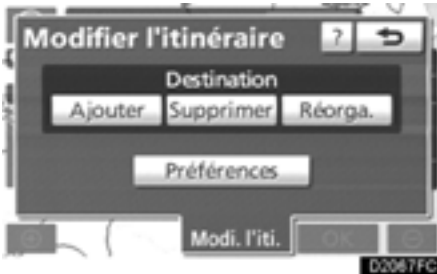 Modifier l'itinéraire ?
Destination
Ajouter Supprimer Réorga.
Préférences
Modi. l'iti. OK
D2067FC